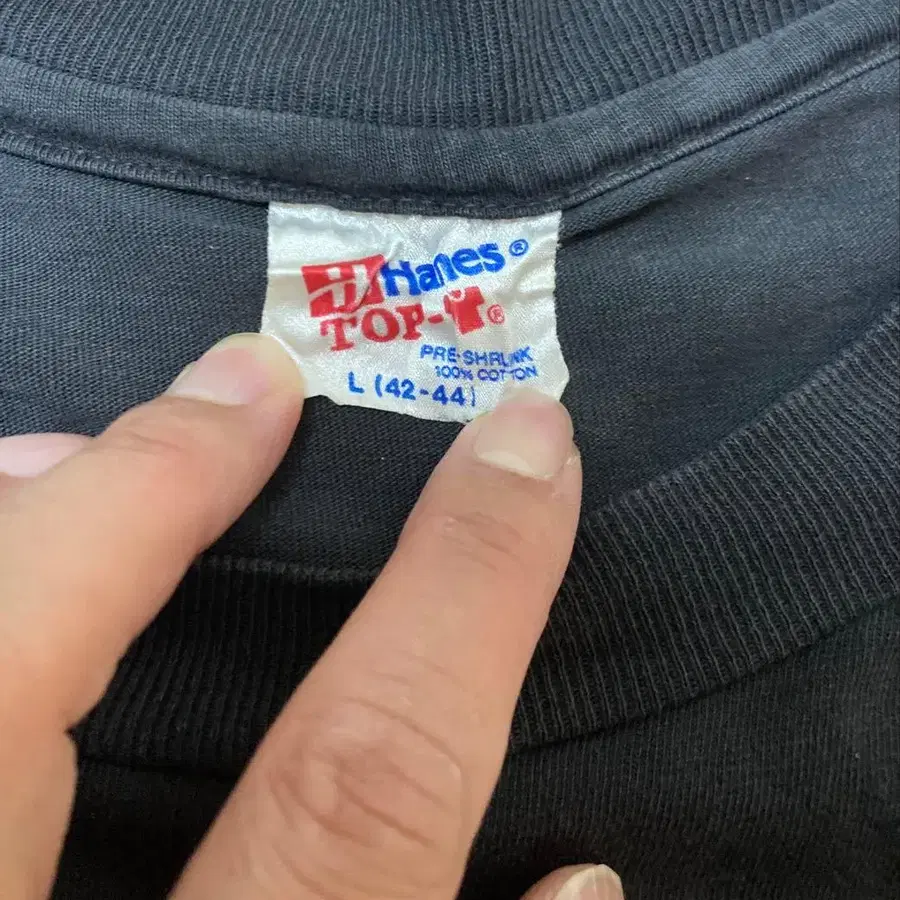 H Hanes®
TOP-T®
PRE-SHRUNK
100% COTTON
L (42-44)